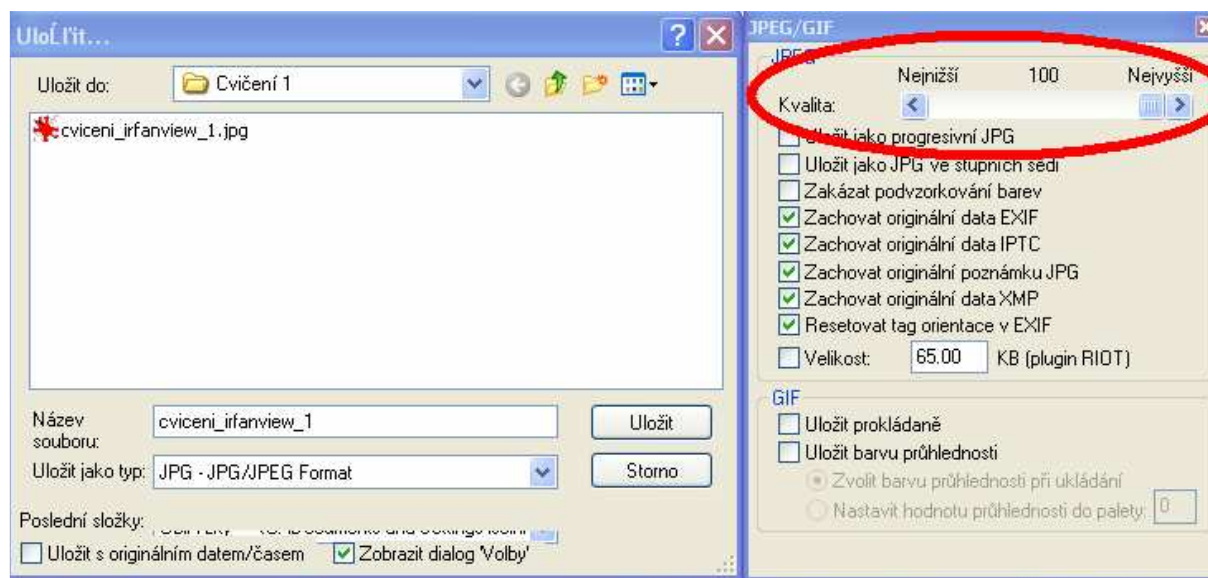 UloĹľit...
Uložit do: Cvičení 1
cviceni_irfanview_1.jpg
Název souboru: cviceni_irfanview_1
Uložit
Uložit jako typ: JPG - JPG/JPEG Format
Storno
Poslední složky:
Uložit s originálním datem/časem
Zobrazit dialog 'Volby'
JPEG/GIF
JPEG
Nejnižší 100 Nejvyšší
Kvalita:
Uložit jako progresivní JPG
Uložit jako JPG ve stupních šedi
Zakázat podvzorkování barev
Zachovat originální data EXIF
Zachovat originální data IPTC
Zachovat originální poznámku JPG
Zachovat originální data XMP
Resetovat tag orientace v EXIF
Velikost: 65.00 KB (plugin RIOT)
GIF
Uložit prokládaně
Uložit barvu průhlednosti
Zvolit barvu průhlednosti při ukládání
Nastavit hodnotu průhlednosti do palety: 0